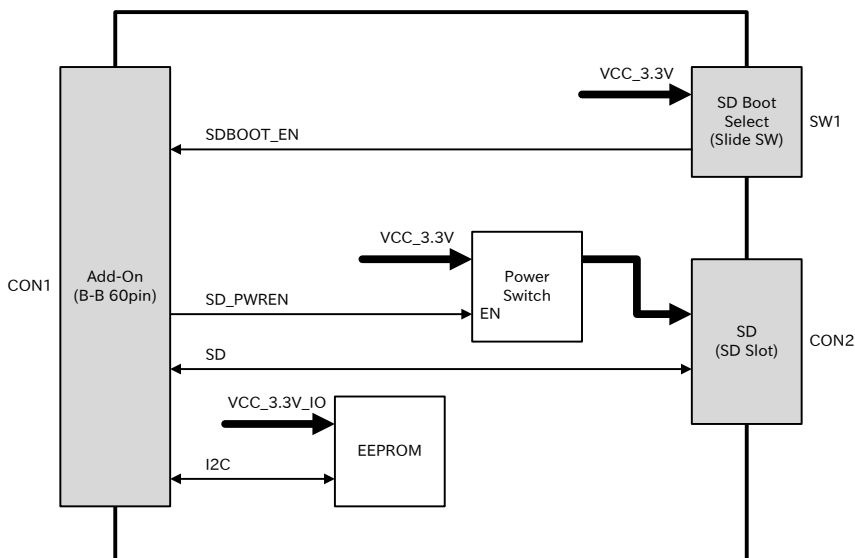 VCC_3.3V
SD Boot
Select
(Slide SW)
SW1
SDBOOT_EN
VCC_3.3V
Power
Switch
EN
CON1
Add-On
(B-B 60pin)
SD_PWREN
SD
(SD Slot)
CON2
SD
VCC_3.3V_IO
EEPROM
I2C